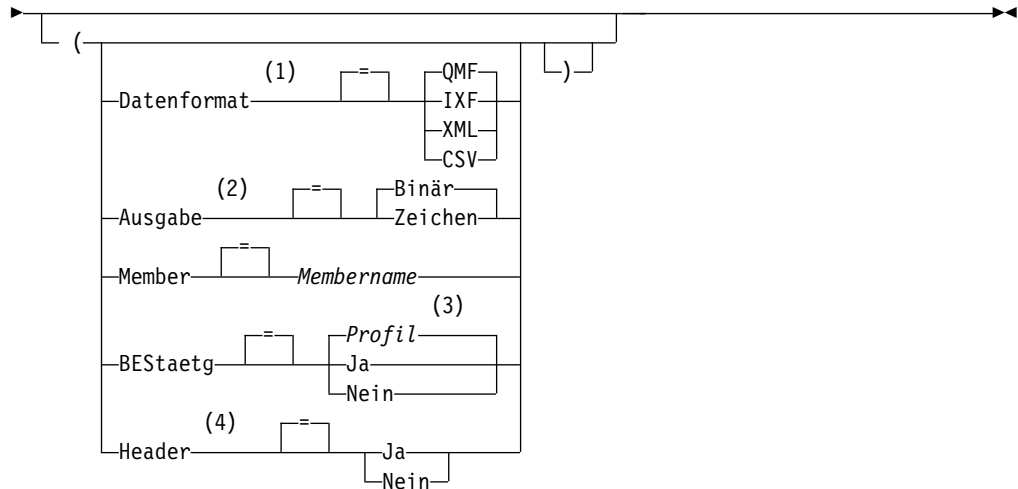 (
)
(1)
Datenformat = QMF
IXF
XML
CSV
(2)
Ausgabe = Binär
Zeichen
Member = Membername
(3)
BEStaetg = Profil
Ja
Nein
(4)
Header = Ja
Nein